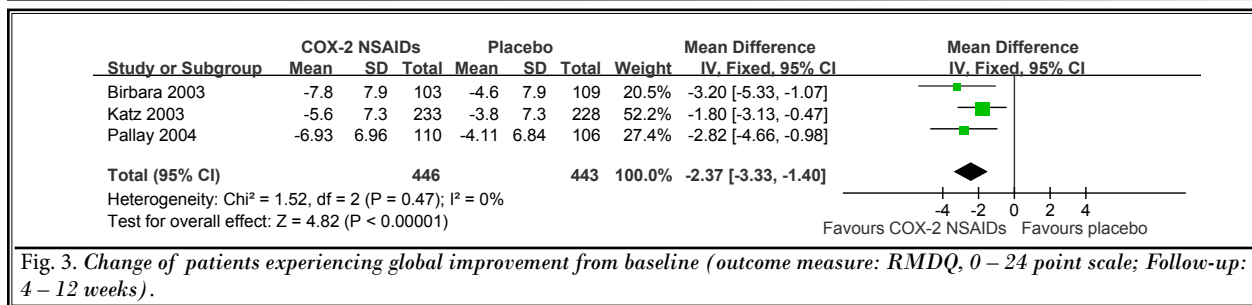 COX-2 NSAIDs Placebo Mean Difference Mean Difference
Study or Subgroup Mean SD Total Mean SD Total Weight IV, Fixed, 95% CI IV, Fixed, 95% CI
Birbara 2003 -7.8 7.9 103 -4.6 7.9 109 20.5% -3.20 [-5.33, -1.07]
Katz 2003 -5.6 7.3 233 -3.8 7.3 228 52.2% -1.80 [-3.13, -0.47]
Pallay 2004 -6.93 6.96 110 -4.11 6.84 106 27.4% -2.82 [-4.66, -0.98]
Total (95% CI) 446 443 100.0% -2.37 [-3.33, -1.40]
Heterogeneity: Chi² = 1.52, df = 2 (P = 0.47); I² = 0%
Test for overall effect: Z = 4.82 (P < 0.00001)
-4 -2 0 2 4
Favours COX-2 NSAIDs Favours placebo
Fig. 3. Change of patients experiencing global improvement from baseline (outcome measure: RMDQ, 0 – 24 point scale; Follow-up:
4 – 12 weeks).